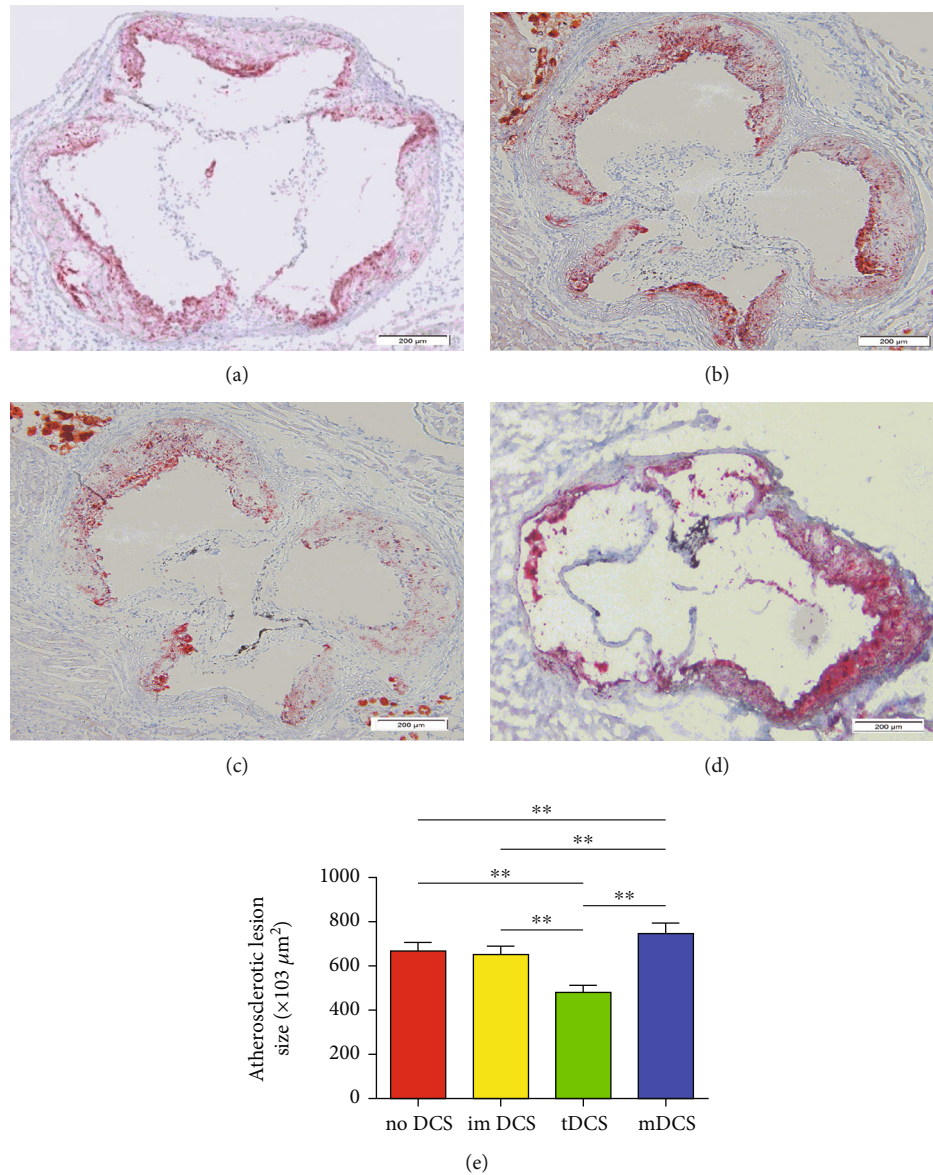 200 µm
(a)
200 µm
(b)
200 µm
(c)
200 µm
(d)
**
**
**
**
**
1000
800
600
400
200
0
Atherosclerotic lesion
size (×103 µm²)
no DCS im DCS tDCS mDCS
(e)